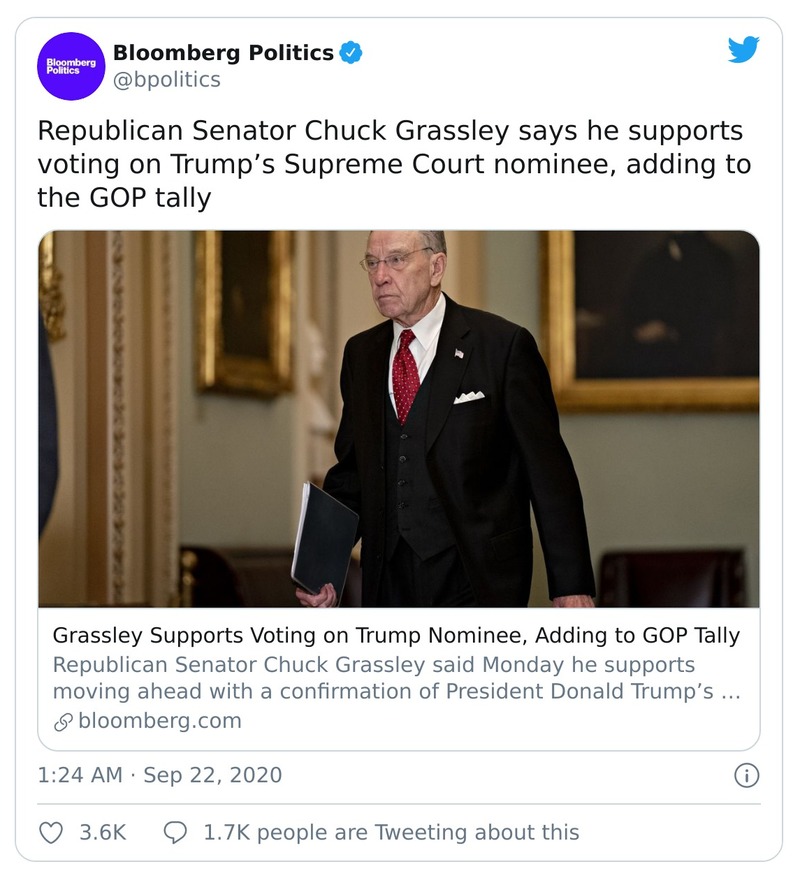 Bloomberg
Politics
Bloomberg Politics
@bpolitics
Republican Senator Chuck Grassley says he supports
voting on Trump’s Supreme Court nominee, adding to
the GOP tally
Grassley Supports Voting on Trump Nominee, Adding to GOP Tally
Republican Senator Chuck Grassley said Monday he supports
moving ahead with a confirmation of President Donald Trump’s …
bloomberg.com
1:24 AM · Sep 22, 2020
3.6K 1.7K people are Tweeting about this